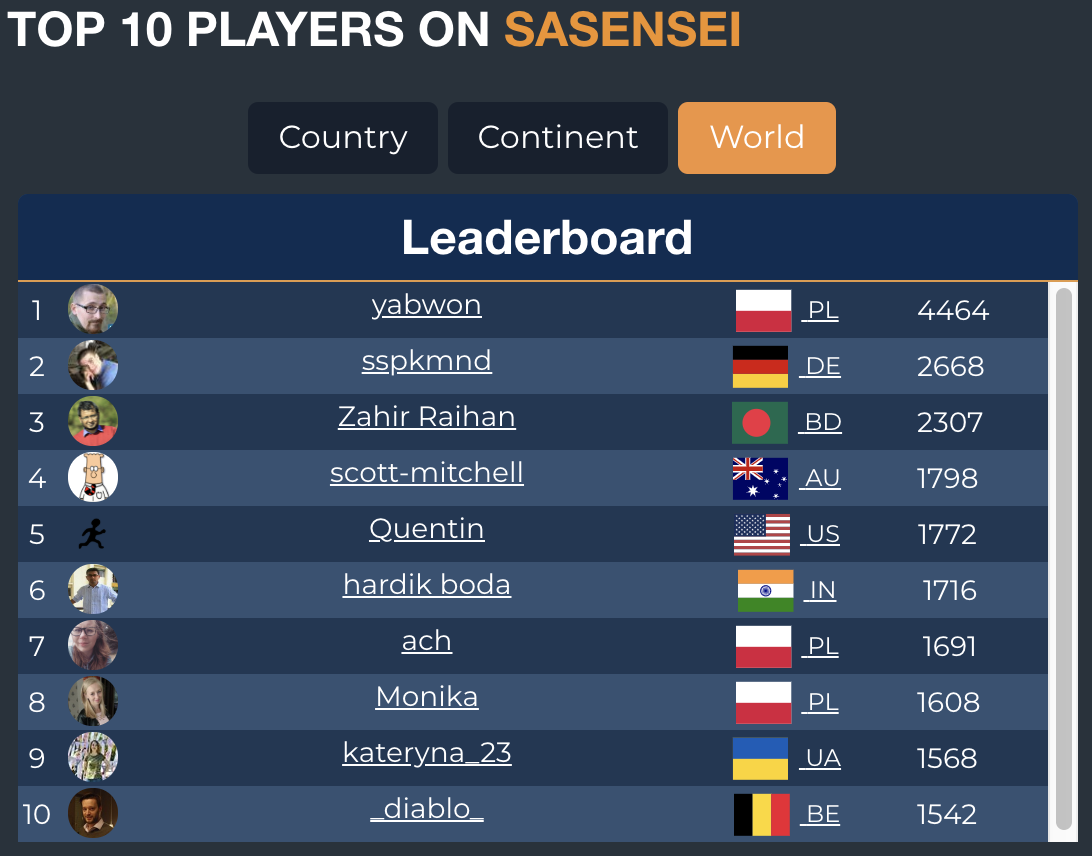 TOP 10 PLAYERS ON SASENSEI
Country Continent World
Leaderboard
1 yabwon PL 4464
2 sspkmnd DE 2668
3 Zahir Raihan BD 2307
4 scott-mitchell AU 1798
5 Quentin US 1772
6 hardik boda IN 1716
7 ach PL 1691
8 Monika PL 1608
9 kateryna_23 UA 1568
10 _diablo_ BE 1542